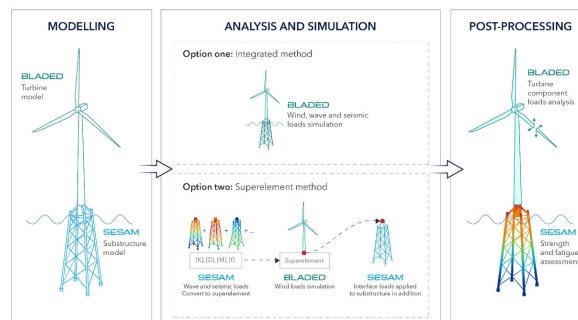 MODELLING
BLADED
Turbine
model
SESAM
Substructure
model
ANALYSIS AND SIMULATION
Option one: Integrated method
BLADED
Wind, wave and seismic
loads simulation
Option two: Superelement method
+ + + ...
[K], [D], [M], [f]
SESAM
Wave and seismic loads
Convert to superelement
Superelement
BLADED
Wind loads simulation
SESAM
Interface loads applied
to substructure in addition
POST-PROCESSING
BLADED
Turbine
component
loads analysis
SESAM
Strength
and fatigue
assessment